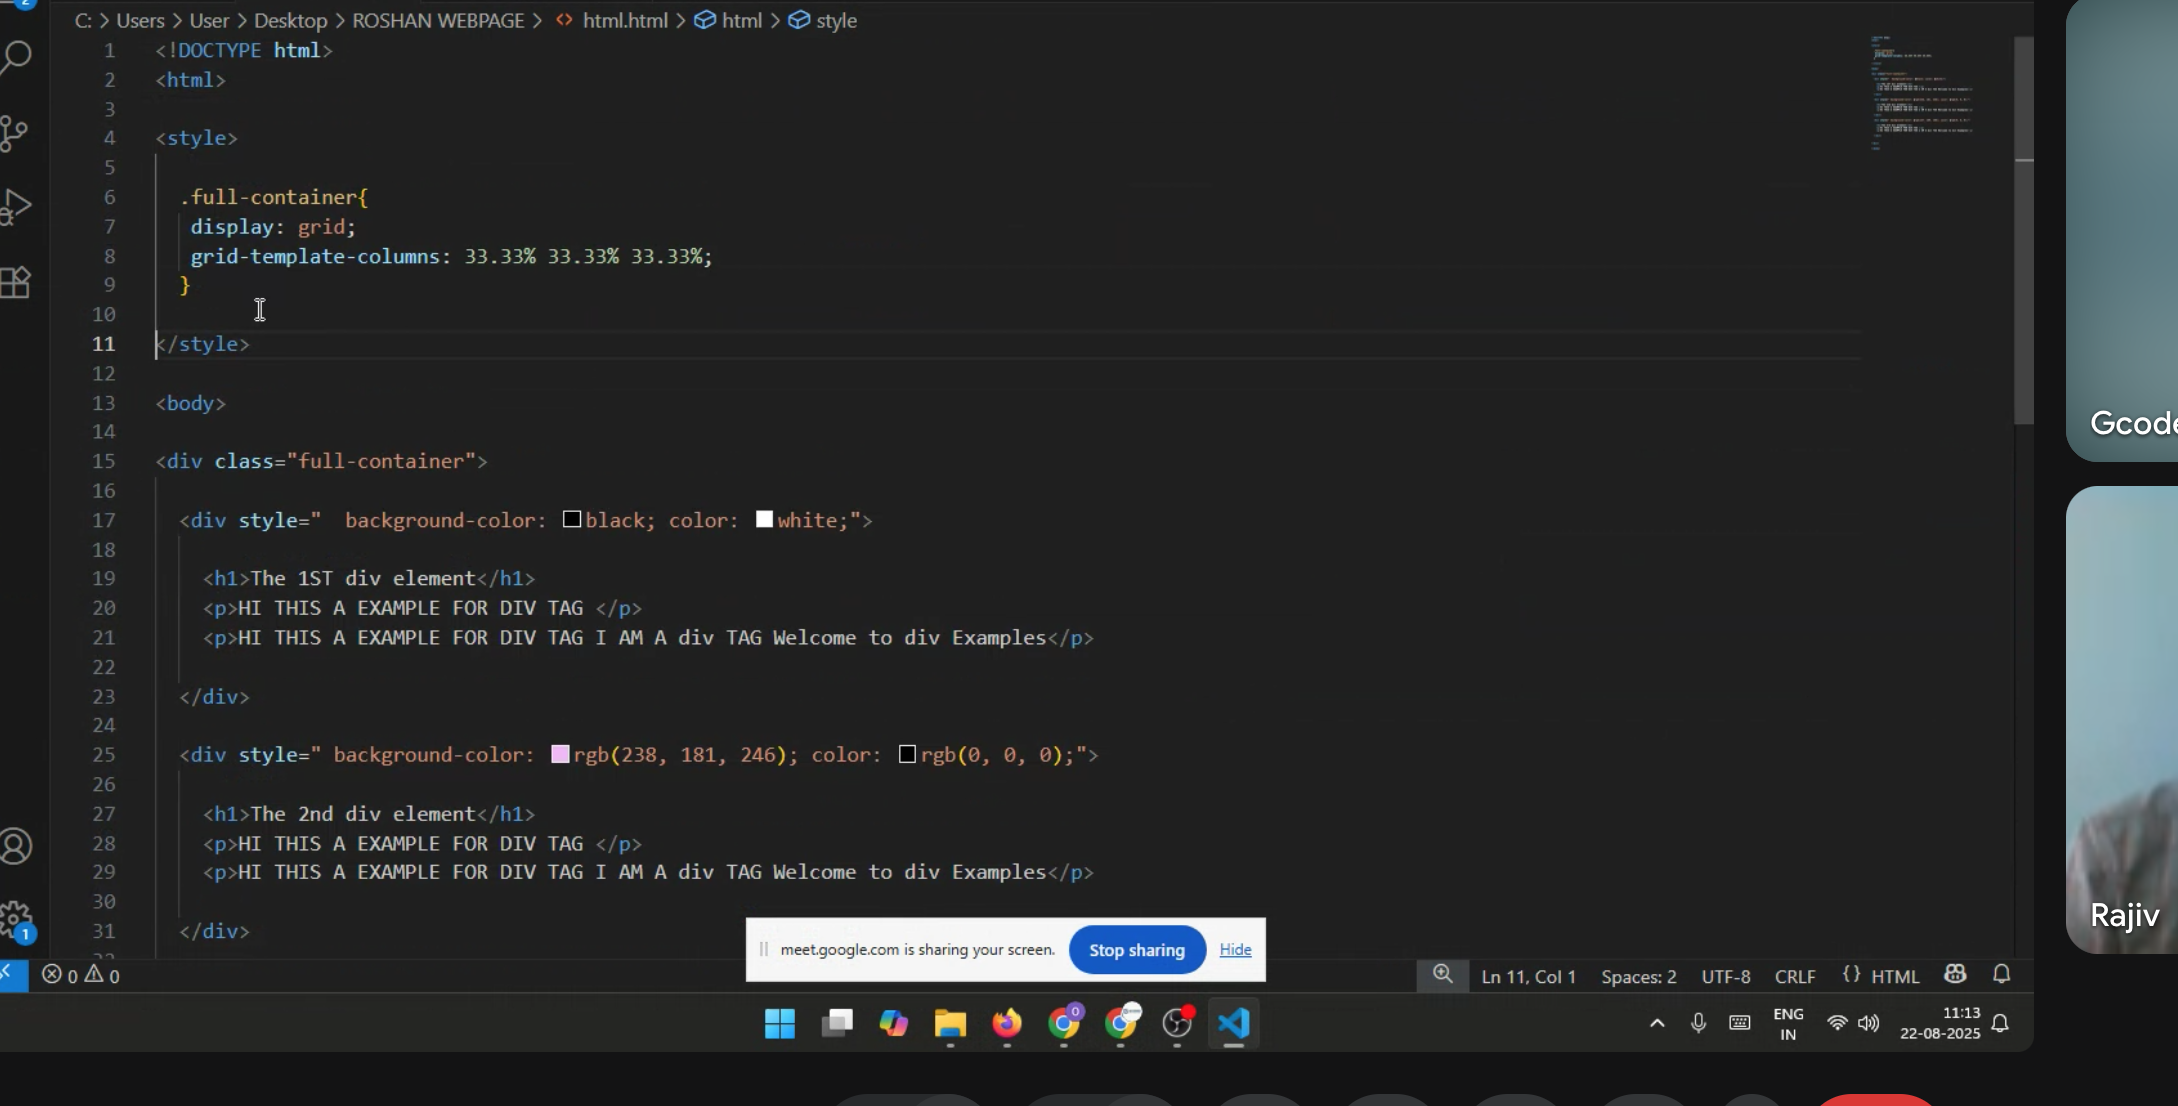 2
C: > Users > User > Desktop > ROSHAN WEBPAGE > <> html.html > html > style
1 <!DOCTYPE html>
2 <html>
3
4 <style>
5
6 .full-container{
7 display: grid;
8 grid-template-columns: 33.33% 33.33% 33.33%;
9 }
10
11 </style>
12
13 <body>
14
15 <div class="full-container">
16
17 <div style="  background-color: black; color: white;">
18
19 <h1>The 1ST div element</h1>
20 <p>HI THIS A EXAMPLE FOR DIV TAG </p>
21 <p>HI THIS A EXAMPLE FOR DIV TAG I AM A div TAG Welcome to div Examples</p>
22
23 </div>
24
25 <div style=" background-color: rgb(238, 181, 246); color: rgb(0, 0, 0);">
26
27 <h1>The 2nd div element</h1>
28 <p>HI THIS A EXAMPLE FOR DIV TAG </p>
29 <p>HI THIS A EXAMPLE FOR DIV TAG I AM A div TAG Welcome to div Examples</p>
30
31 </div>
1
meet.google.com is sharing your screen. Stop sharing Hide
0 0 Ln 11, Col 1 Spaces: 2 UTF-8 CRLF {} HTML
ENG
IN
11:13
22-08-2025
Rajiv